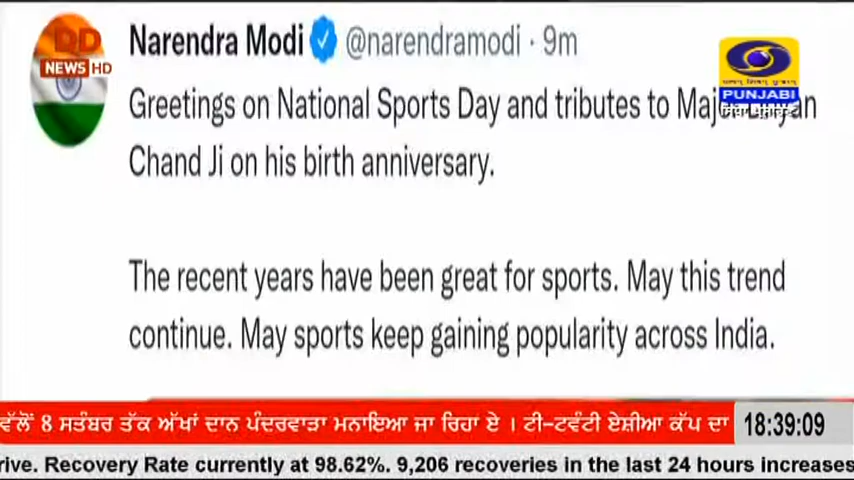 DD
NEWS HD
Narendra Modi @narendramodi · 9m
PUNJABI
Greetings on National Sports Day and tributes to Major Dhyan
Chand Ji on his birth anniversary.
The recent years have been great for sports. May this trend
continue. May sports keep gaining popularity across India.
ਵੱਲੋਂ 8 ਸਤੰਬਰ ਤੱਕ ਅੱਖਾਂ ਦਾਨ ਪੰਦਰਵਾੜਾ ਮਨਾਇਆ ਜਾ ਰਿਹਾ ਏ । ਟੀ-ਟਵੰਟੀ ਏਸ਼ੀਆ ਕੱਪ ਦਾ
18:39:09
rive. Recovery Rate currently at 98.62%. 9,206 recoveries in the last 24 hours increases